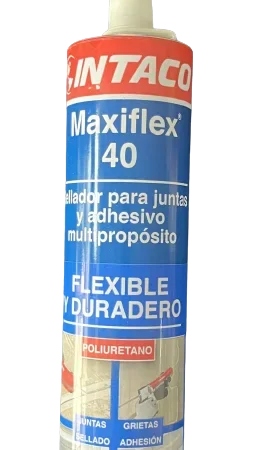 INTACO
Maxiflex®
40
ellador para juntas
y adhesivo
multipropósito
FLEXIBLE
Y DURADERO
POLIURETANO
JUNTAS GRIETAS
SELLADO ADHESIÓN